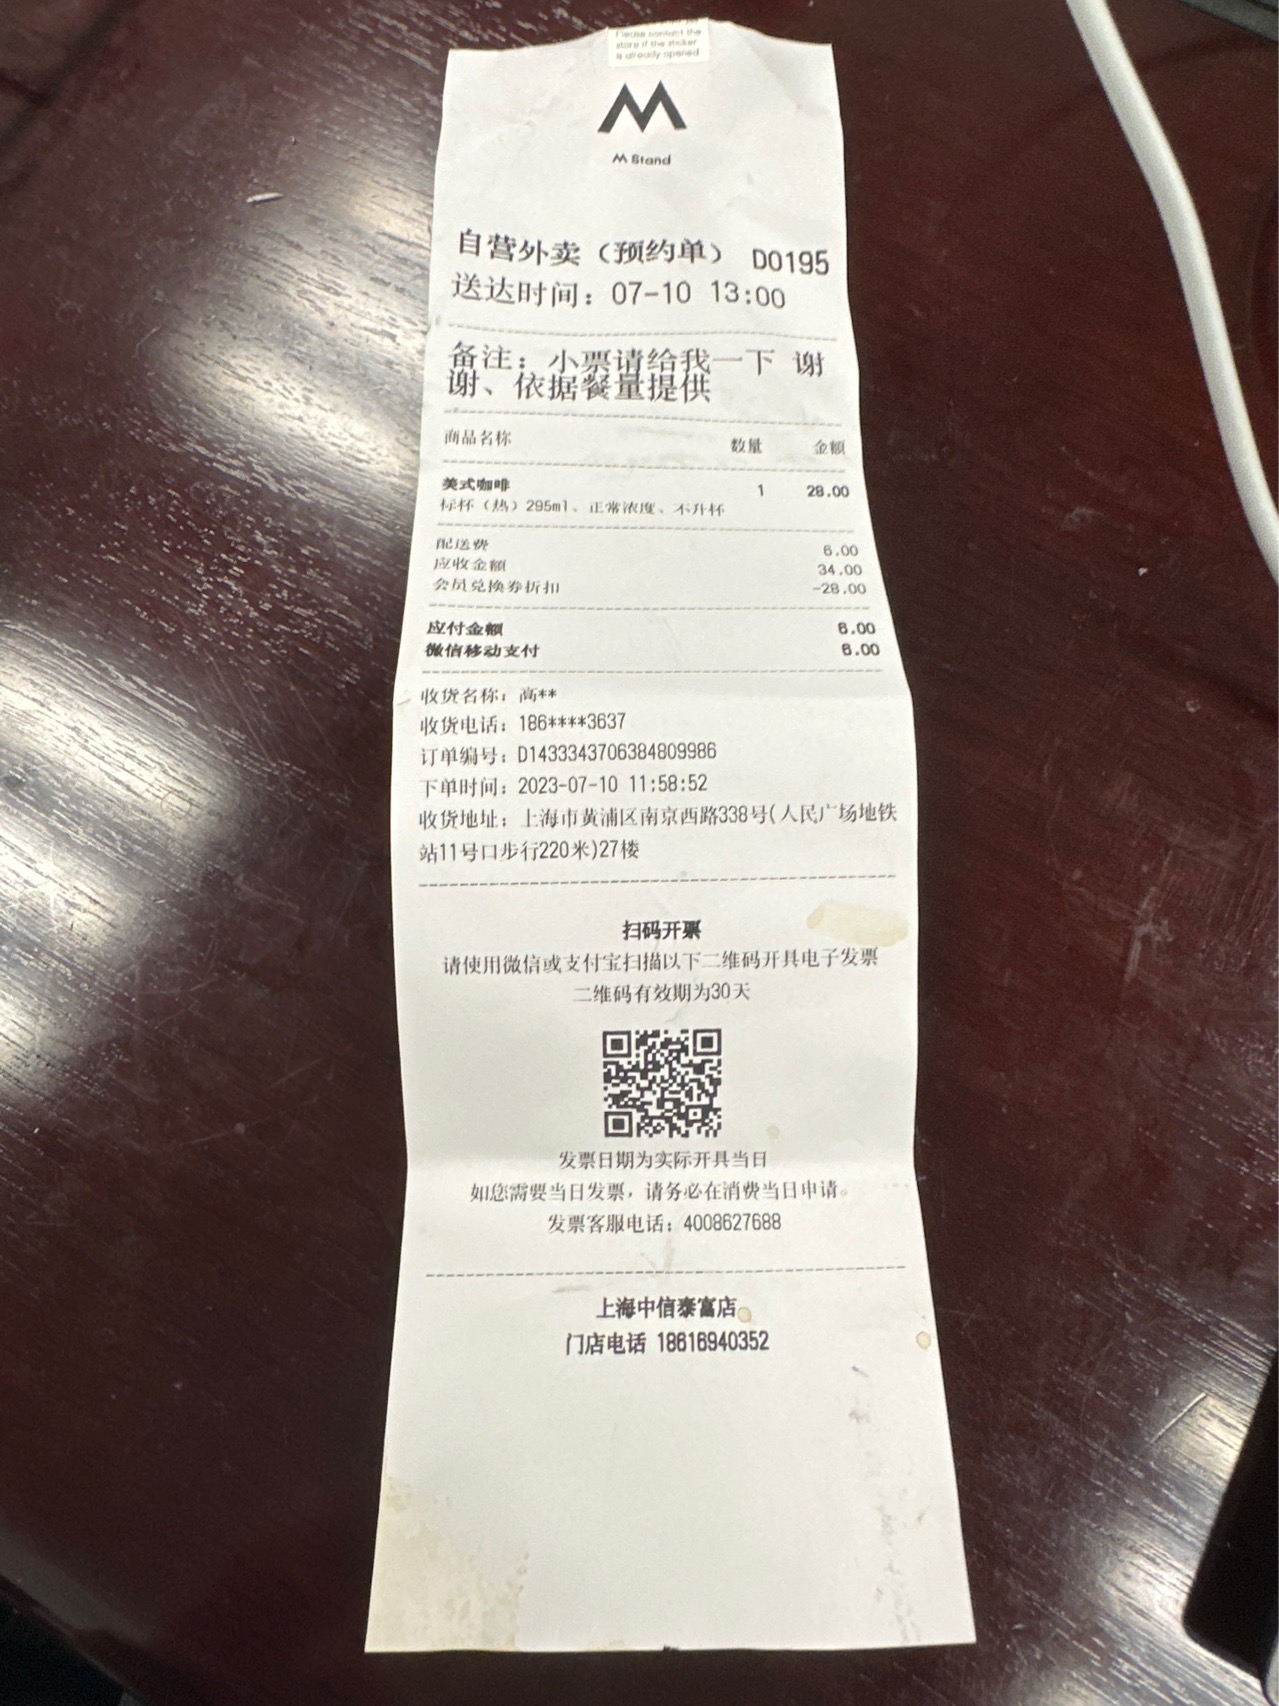 Please contact the
store if the sticker
is already opened
M Stand
自营外卖（预约单） D0195
送达时间：07-10 13:00
备注：小票请给我一下 谢
谢、依据餐量提供
商品名称 数量 金额
美式咖啡 1 28.00
标杯（热）295ml、正常浓度、不升杯
配送费 6.00
应收金额 34.00
会员兑换券折扣 -28.00
应付金额 6.00
微信移动支付 6.00
收货名称：高**
收货电话：186****3637
订单编号：D1433343706384809986
下单时间：2023-07-10 11:58:52
收货地址：上海市黄浦区南京西路338号(人民广场地铁
站11号口步行220米)27楼
扫码开票
请使用微信或支付宝扫描以下二维码开具电子发票
二维码有效期为30天
发票日期为实际开具当日
如您需要当日发票，请务必在消费当日申请。
发票客服电话：4008627688
上海中信泰富店
门店电话 18616940352